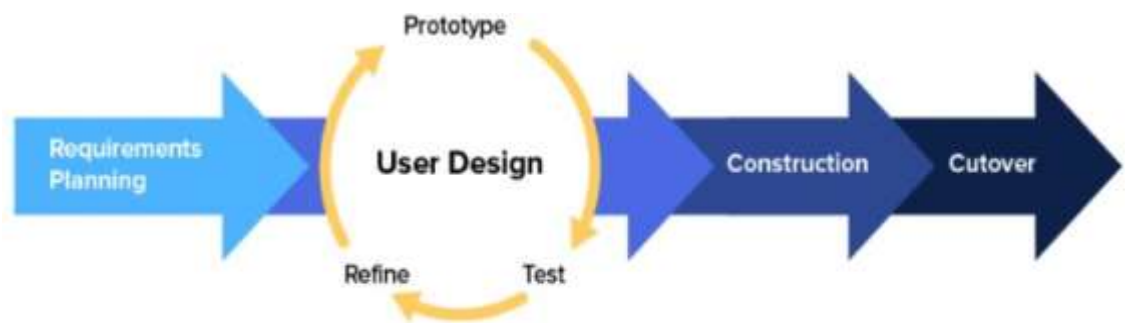 Prototype
Requirements
Planning
User Design
Construction
Cutover
Refine
Test